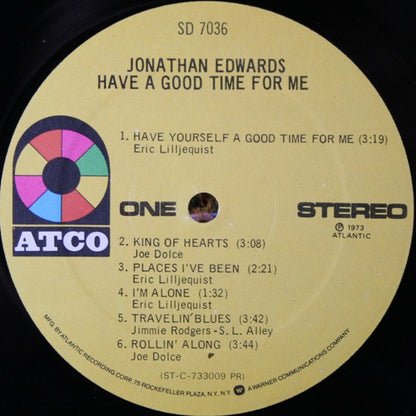 SD 7036
JONATHAN EDWARDS
HAVE A GOOD TIME FOR ME
1. HAVE YOURSELF A GOOD TIME FOR ME (3:19)
Eric Lilljequist
ONE
STEREO
ATCO
℗ 1973
ATLANTIC
2. KING OF HEARTS (3:08)
Joe Dolce
3. PLACES I'VE BEEN (2:21)
Eric Lilljequist
4. I'M ALONE (1:32)
Eric Lilljequist
5. TRAVELIN' BLUES (3:42)
Jimmie Rodgers-S. L. Alley
6. ROLLIN' ALONG (3:44)
Joe Dolce
(ST-C-733009 PR)
MFG. BY ATLANTIC RECORDING CORP. 75 ROCKEFELLER PLAZA, N.Y. N.Y. W A WARNER COMMUNICATIONS COMPANY